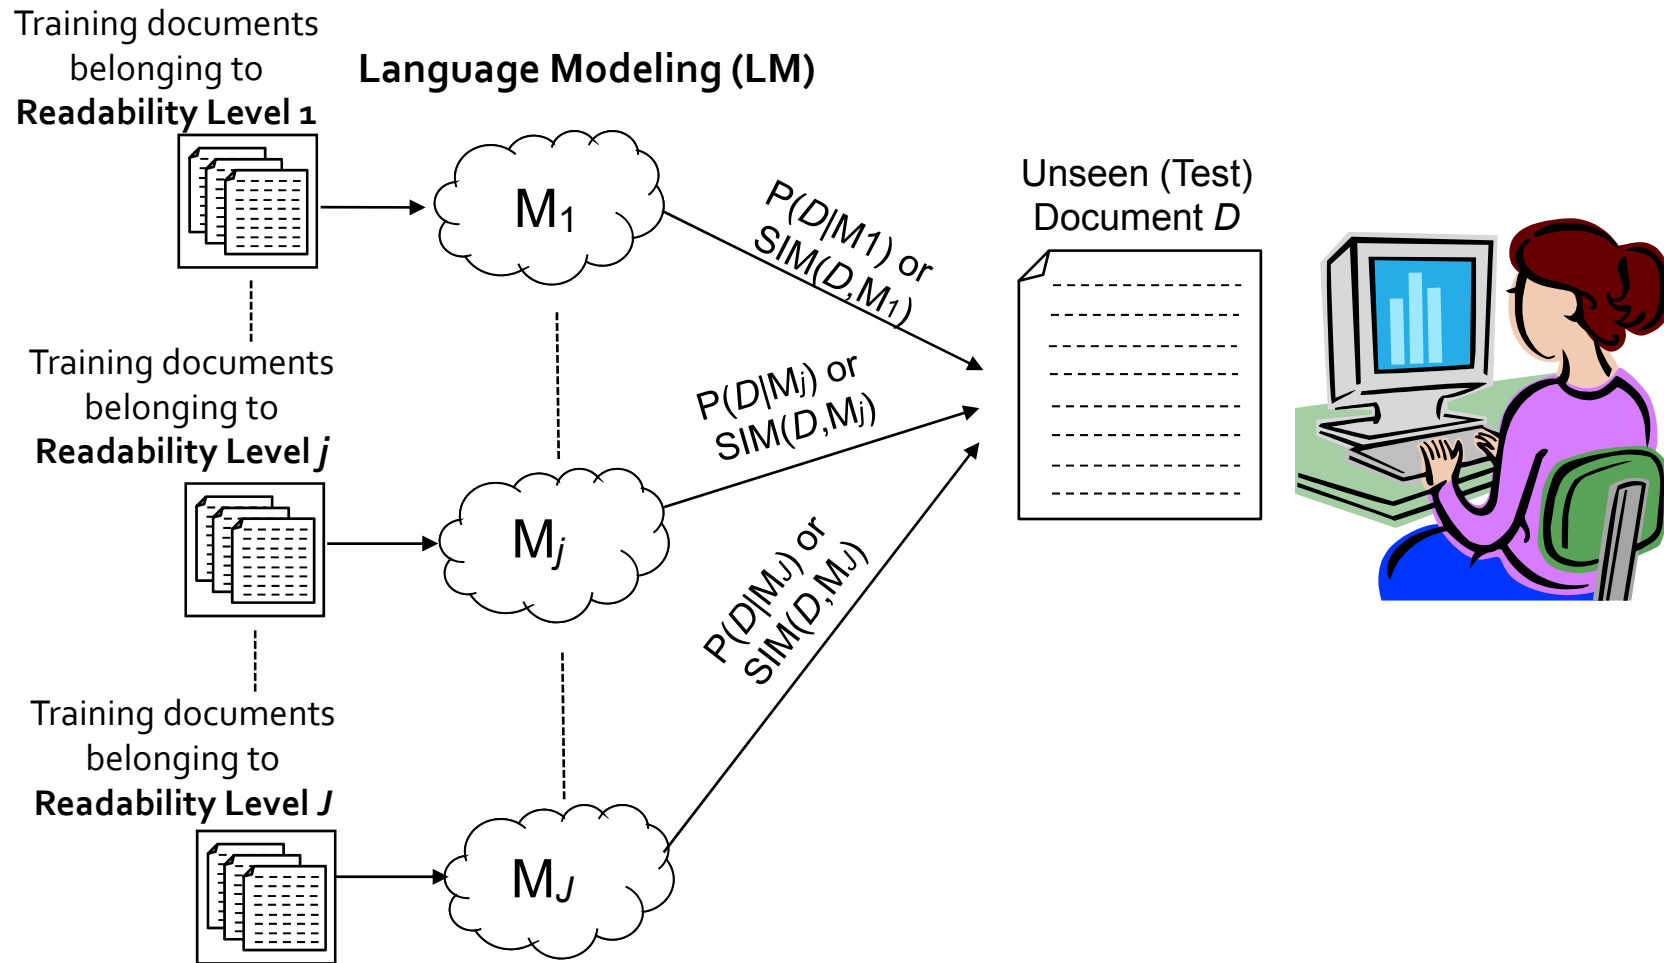 Training documents
belonging to
Readability Level 1
Language Modeling (LM)
M1
P(D|M1) or
SIM(D,M1)
Unseen (Test)
Document D
Training documents
belonging to
Readability Level j
Mj
P(D|Mj) or
SIM(D,Mj)
Training documents
belonging to
Readability Level J
MJ
P(D|MJ) or
SIM(D,MJ)